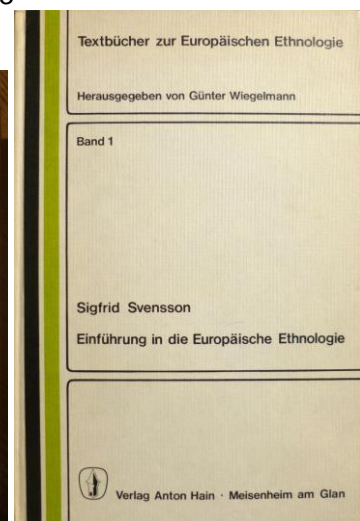 Textbücher zur Europäischen Ethnologie
Herausgegeben von Günter Wiegelmann
Band 1
Sigfrid Svensson
Einführung in die Europäische Ethnologie
Verlag Anton Hain · Meisenheim am Glan